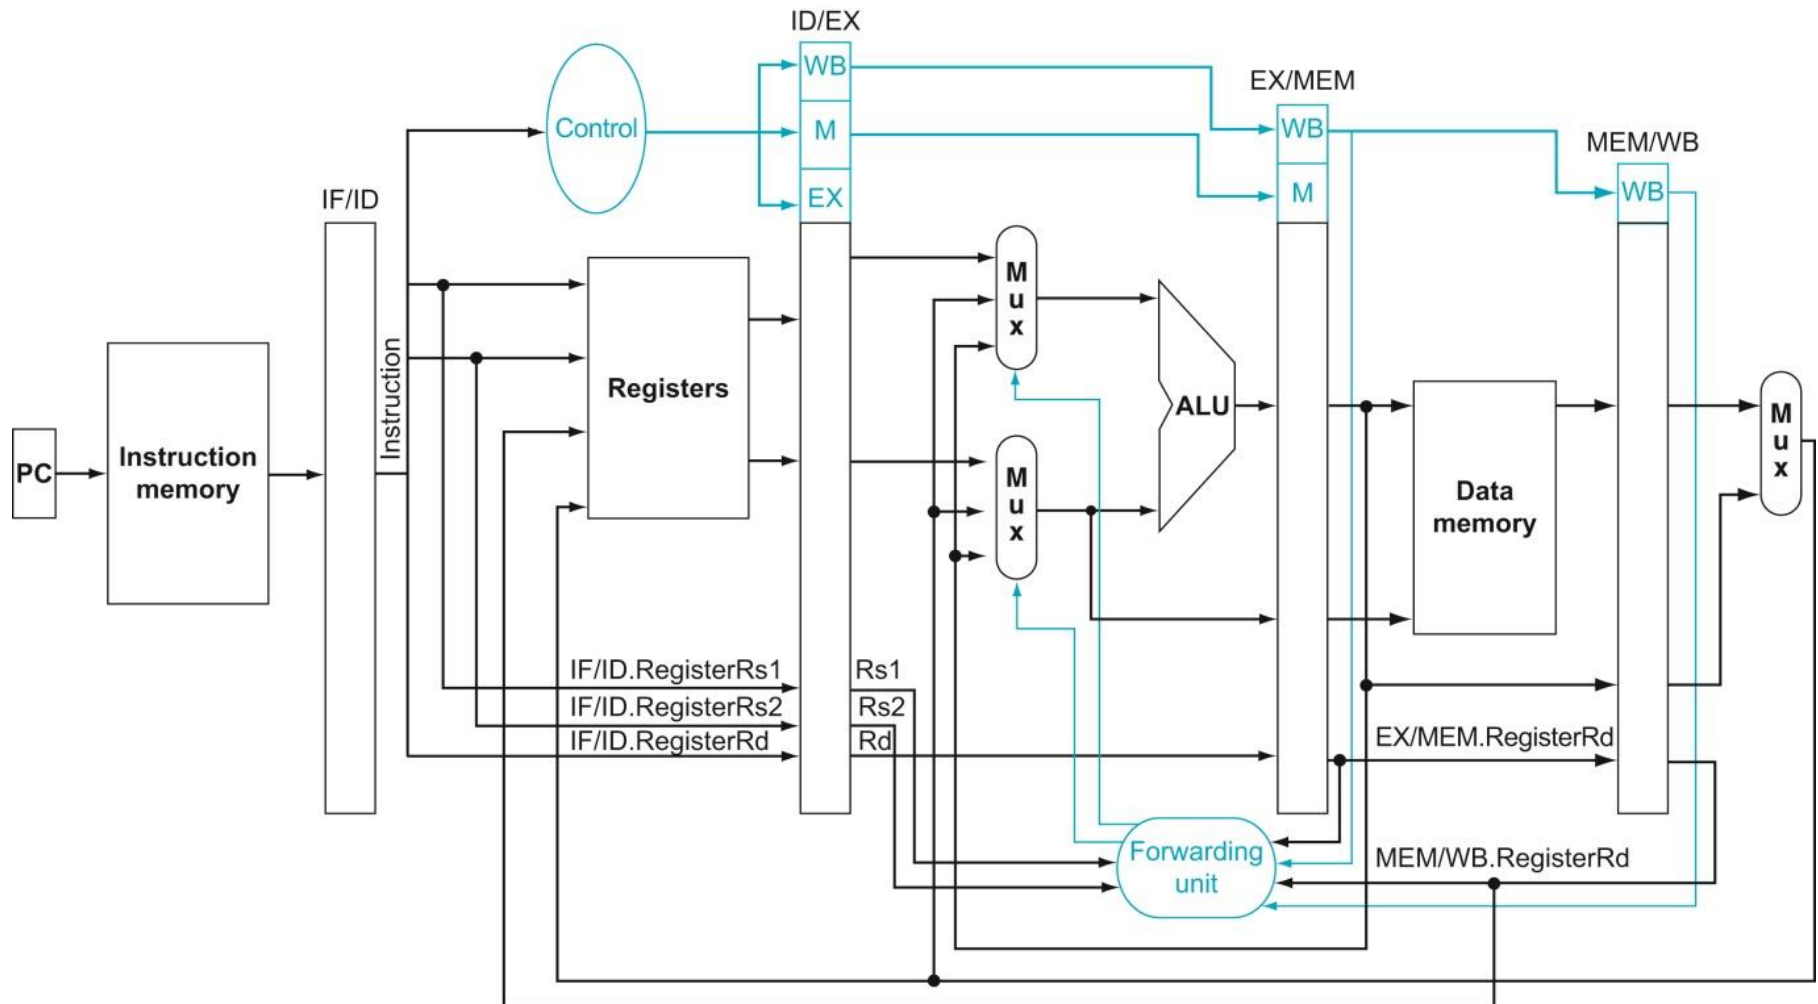 ID/EX
WB
EX/MEM
Control
M
WB
MEM/WB
IF/ID
EX
M
WB
M
u
x
Instruction
Registers
ALU
M
u
x
PC
Instruction
memory
M
u
x
Data
memory
IF/ID.RegisterRs1
Rs1
IF/ID.RegisterRs2
Rs2
IF/ID.RegisterRd
Rd
EX/MEM.RegisterRd
Forwarding
unit
MEM/WB.RegisterRd